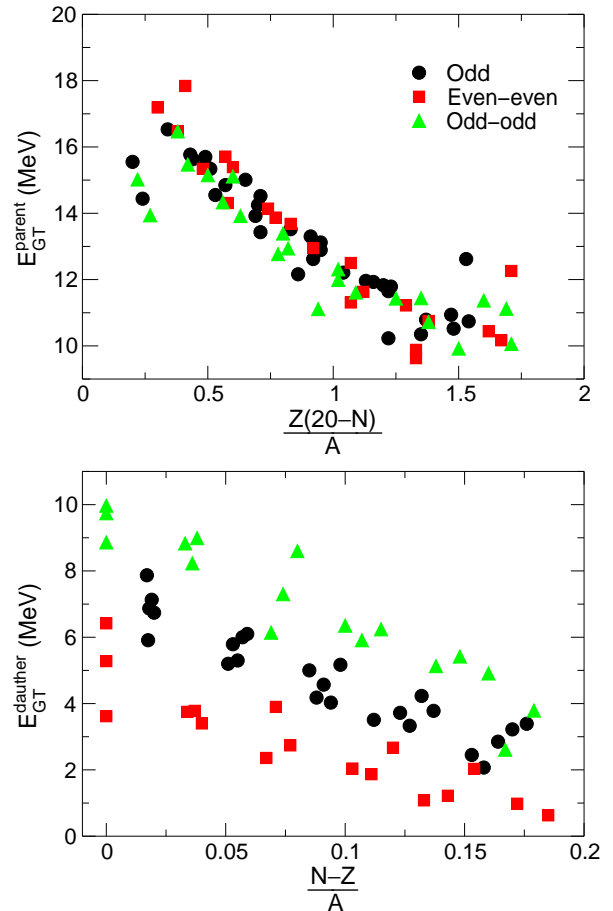 20
18
16
14
12
10
E_GT^parent (MeV)
Odd
Even−even
Odd−odd
0 0.5 1 1.5 2
Z(20−N)
A
10
8
6
4
2
0
E_GT^dauther (MeV)
0 0.05 0.1 0.15 0.2
N−Z
A